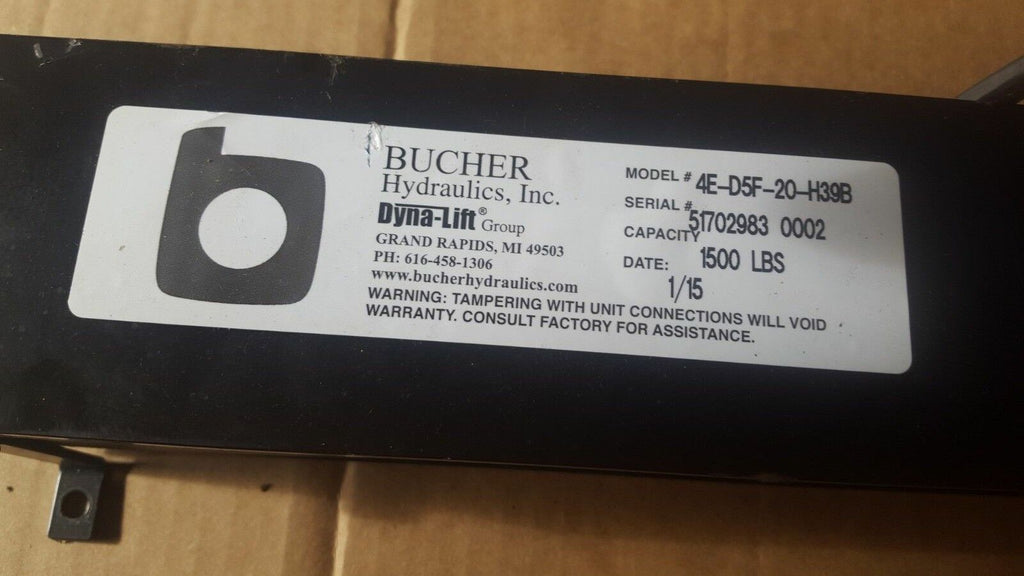 b
BUCHER
Hydraulics, Inc.
Dyna-Lift® Group
GRAND RAPIDS, MI 49503
PH: 616-458-1306
www.bucherhydraulics.com
MODEL # 4E-D5F-20-H39B
SERIAL # 51702983 0002
CAPACITY 1500 LBS
DATE: 1/15
WARNING: TAMPERING WITH UNIT CONNECTIONS WILL VOID
WARRANTY. CONSULT FACTORY FOR ASSISTANCE.